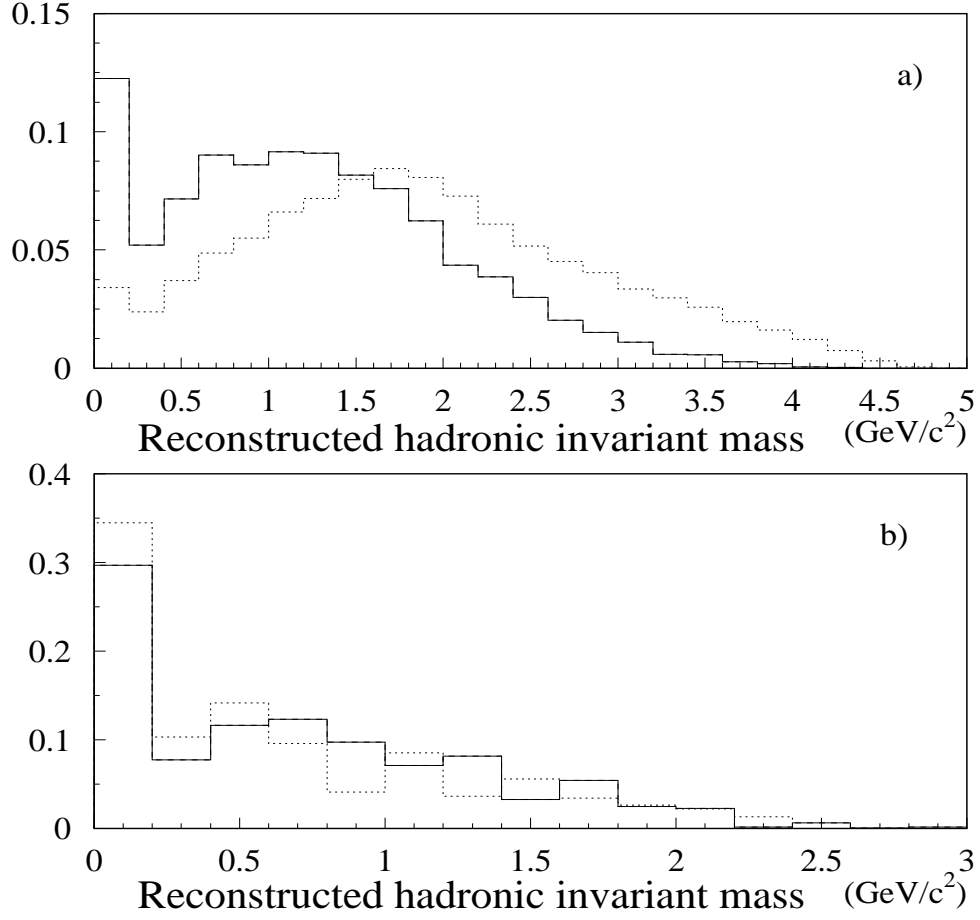 0.15
a)
0.1
0.05
0
0 0.5 1 1.5 2 2.5 3 3.5 4 4.5 5
Reconstructed hadronic invariant mass (GeV/c²)
0.4
b)
0.3
0.2
0.1
0
0 0.5 1 1.5 2 2.5 3
Reconstructed hadronic invariant mass (GeV/c²)